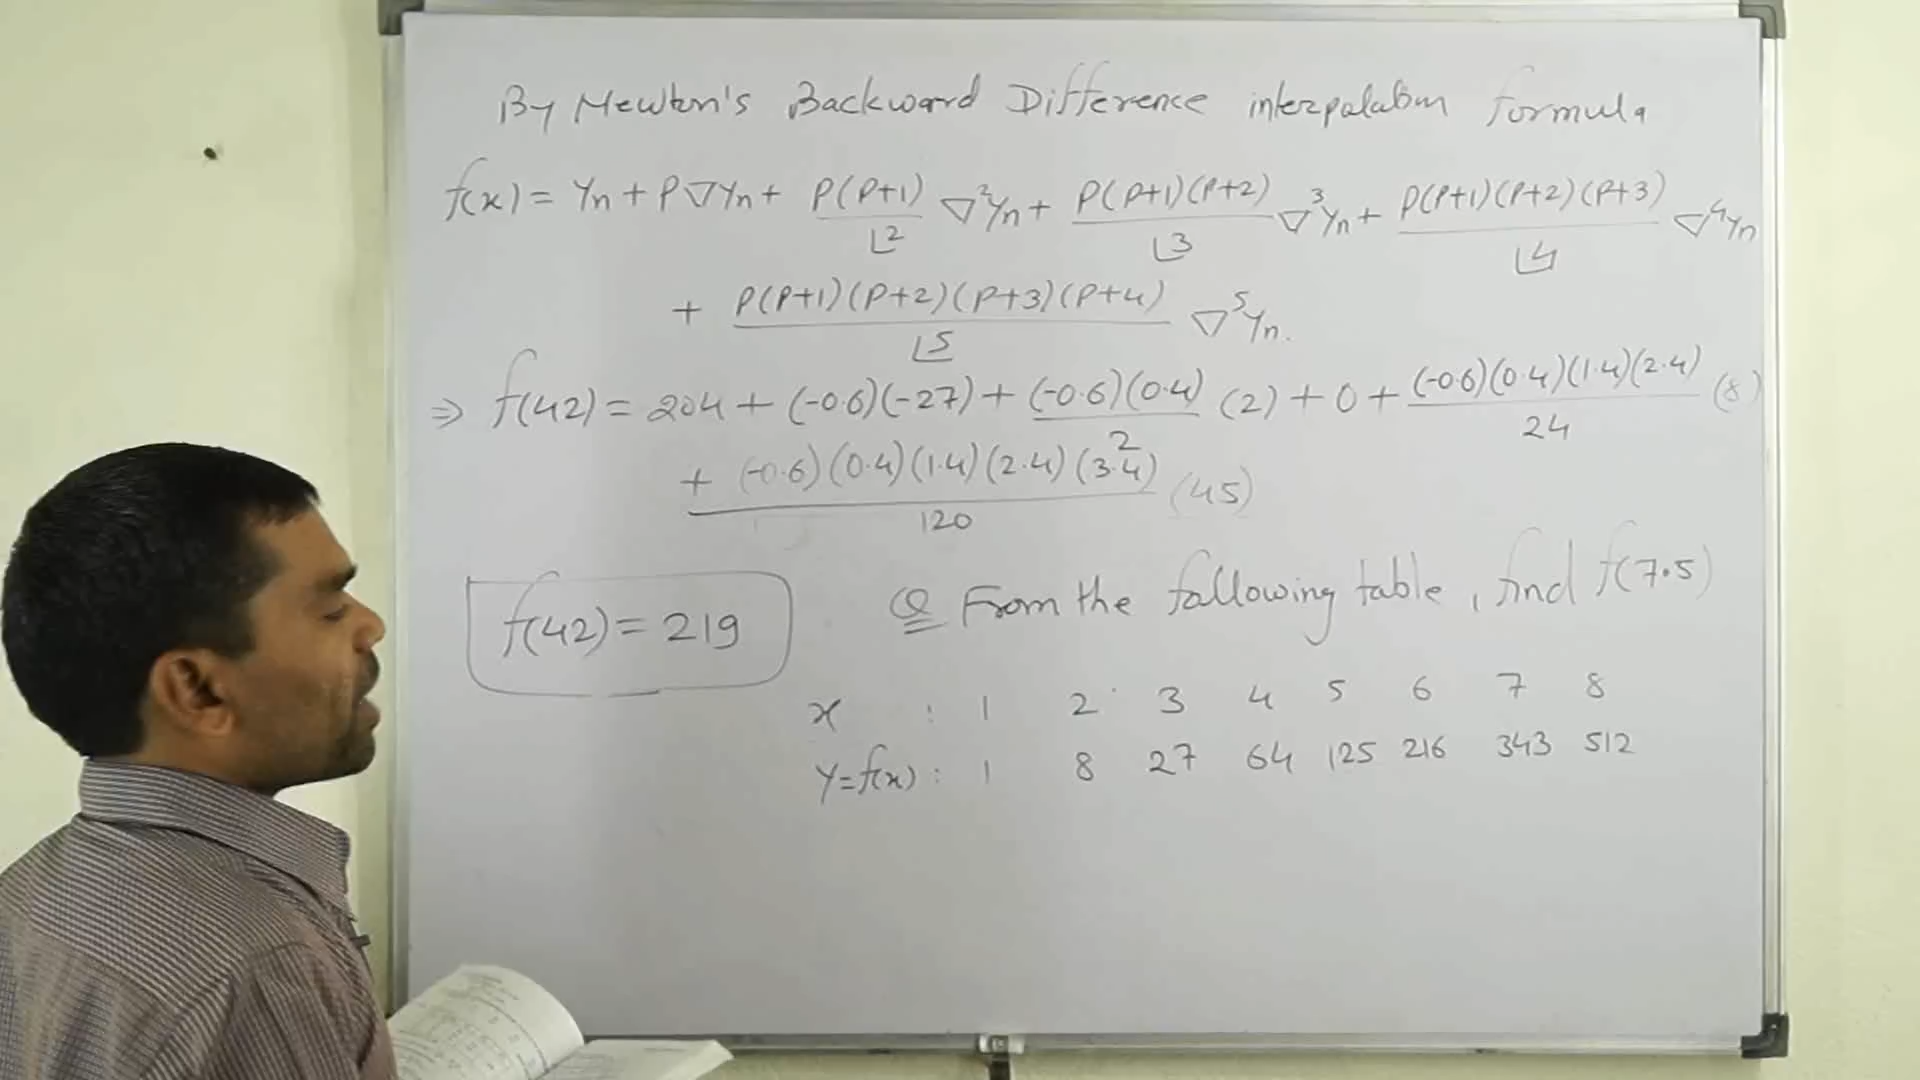 By Newton's Backward Difference interpolation formula
f(x) = Yn + P∇Yn + P(P+1)/⌊2 ∇²Yn + P(P+1)(P+2)/⌊3 ∇³Yn + P(P+1)(P+2)(P+3)/⌊4 ∇⁴Yn
+ P(P+1)(P+2)(P+3)(P+4)/⌊5 ∇⁵Yn.
⇒ f(42) = 204 + (-0.6)(-27) + (-0.6)(0.4)/2 (2) + 0 + (-0.6)(0.4)(1.4)(2.4)/24 (8)
+ (-0.6)(0.4)(1.4)(2.4)(3.4)/120 (45)
f(42) = 219
Q From the following table, find f(7.5)
x : 1 2 3 4 5 6 7 8
Y=f(x) : 1 8 27 64 125 216 343 512